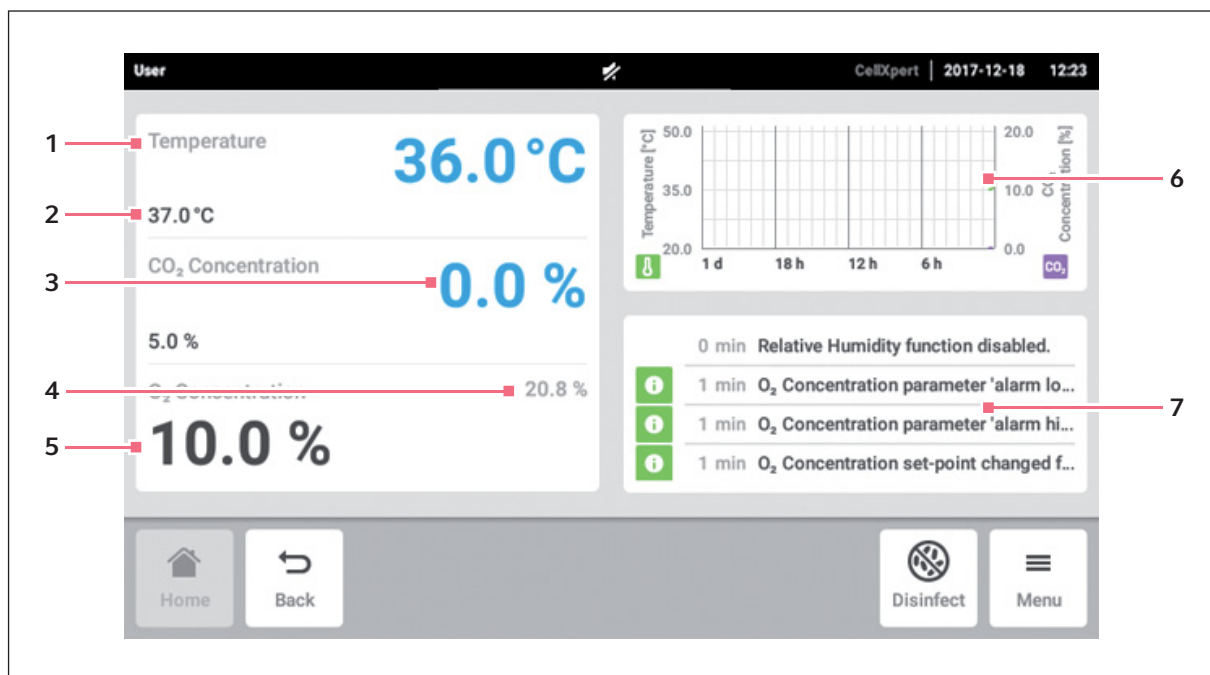 User CellXpert | 2017-12-18 12:23
1
Temperature
36.0°C
2
37.0°C
CO₂ Concentration
3
0.0 %
5.0 %
4
O₂ Concentration 20.8 %
5
10.0 %
Temperature [°C]
50.0
35.0
20.0
1 d 18 h 12 h 6 h
20.0
10.0
0.0
Concentration [%]
CO₂
6
0 min Relative Humidity function disabled.
1 min O₂ Concentration parameter 'alarm lo...
1 min O₂ Concentration parameter 'alarm hi...
1 min O₂ Concentration set-point changed f...
7
Home
Back
Disinfect
Menu